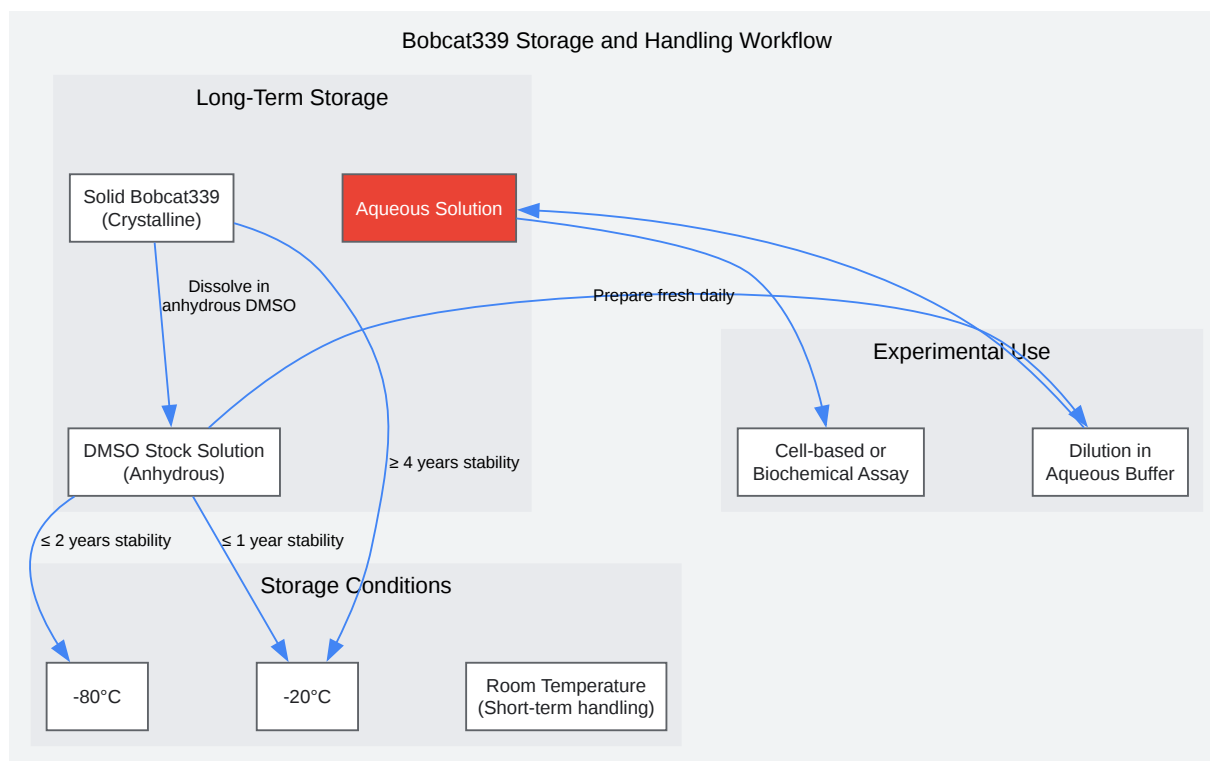 Bobcat339 Storage and Handling Workflow
Long-Term Storage
Solid Bobcat339
(Crystalline)
Aqueous Solution
Dissolve in
anhydrous DMSO
Prepare fresh daily
Experimental Use
DMSO Stock Solution
(Anhydrous)
≥ 4 years stability
Cell-based or
Biochemical Assay
Dilution in
Aqueous Buffer
≤ 2 years stability
≤ 1 year stability
Storage Conditions
-80°C
-20°C
Room Temperature
(Short-term handling)